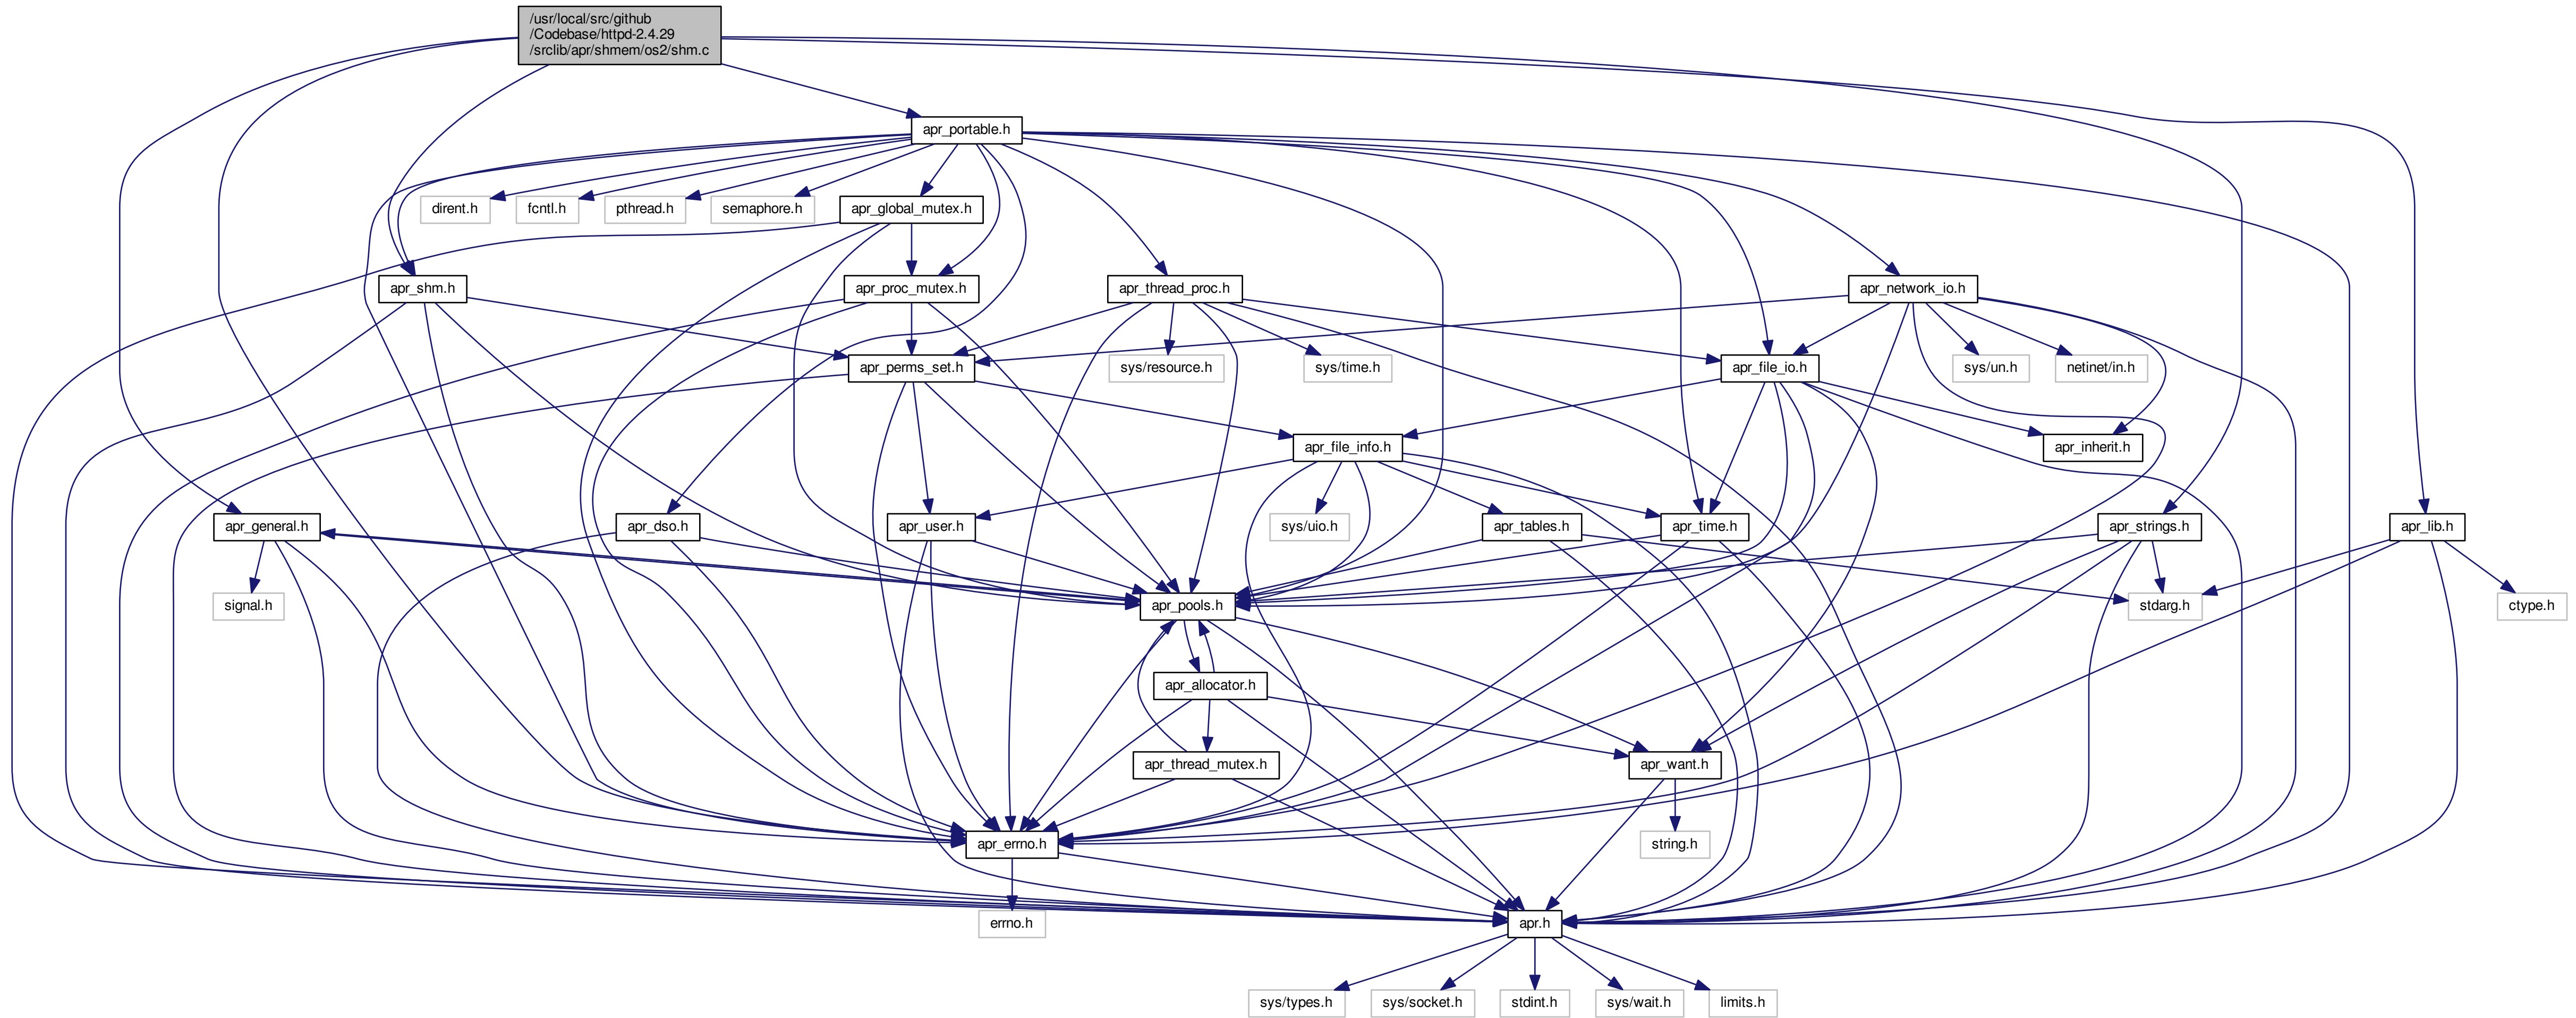 /usr/local/src/github
/Codebase/httpd-2.4.29
/srclib/apr/shmem/os2/shm.c
apr_portable.h
dirent.h
fcntl.h
pthread.h
semaphore.h
apr_global_mutex.h
apr_shm.h
apr_proc_mutex.h
apr_thread_proc.h
apr_network_io.h
apr_perms_set.h
sys/resource.h
sys/time.h
apr_file_io.h
sys/un.h
netinet/in.h
apr_file_info.h
apr_inherit.h
apr_general.h
apr_dso.h
apr_user.h
sys/uio.h
apr_tables.h
apr_time.h
apr_strings.h
apr_lib.h
signal.h
apr_pools.h
stdarg.h
ctype.h
apr_allocator.h
apr_thread_mutex.h
apr_want.h
apr_errno.h
string.h
errno.h
apr.h
sys/types.h
sys/socket.h
stdint.h
sys/wait.h
limits.h